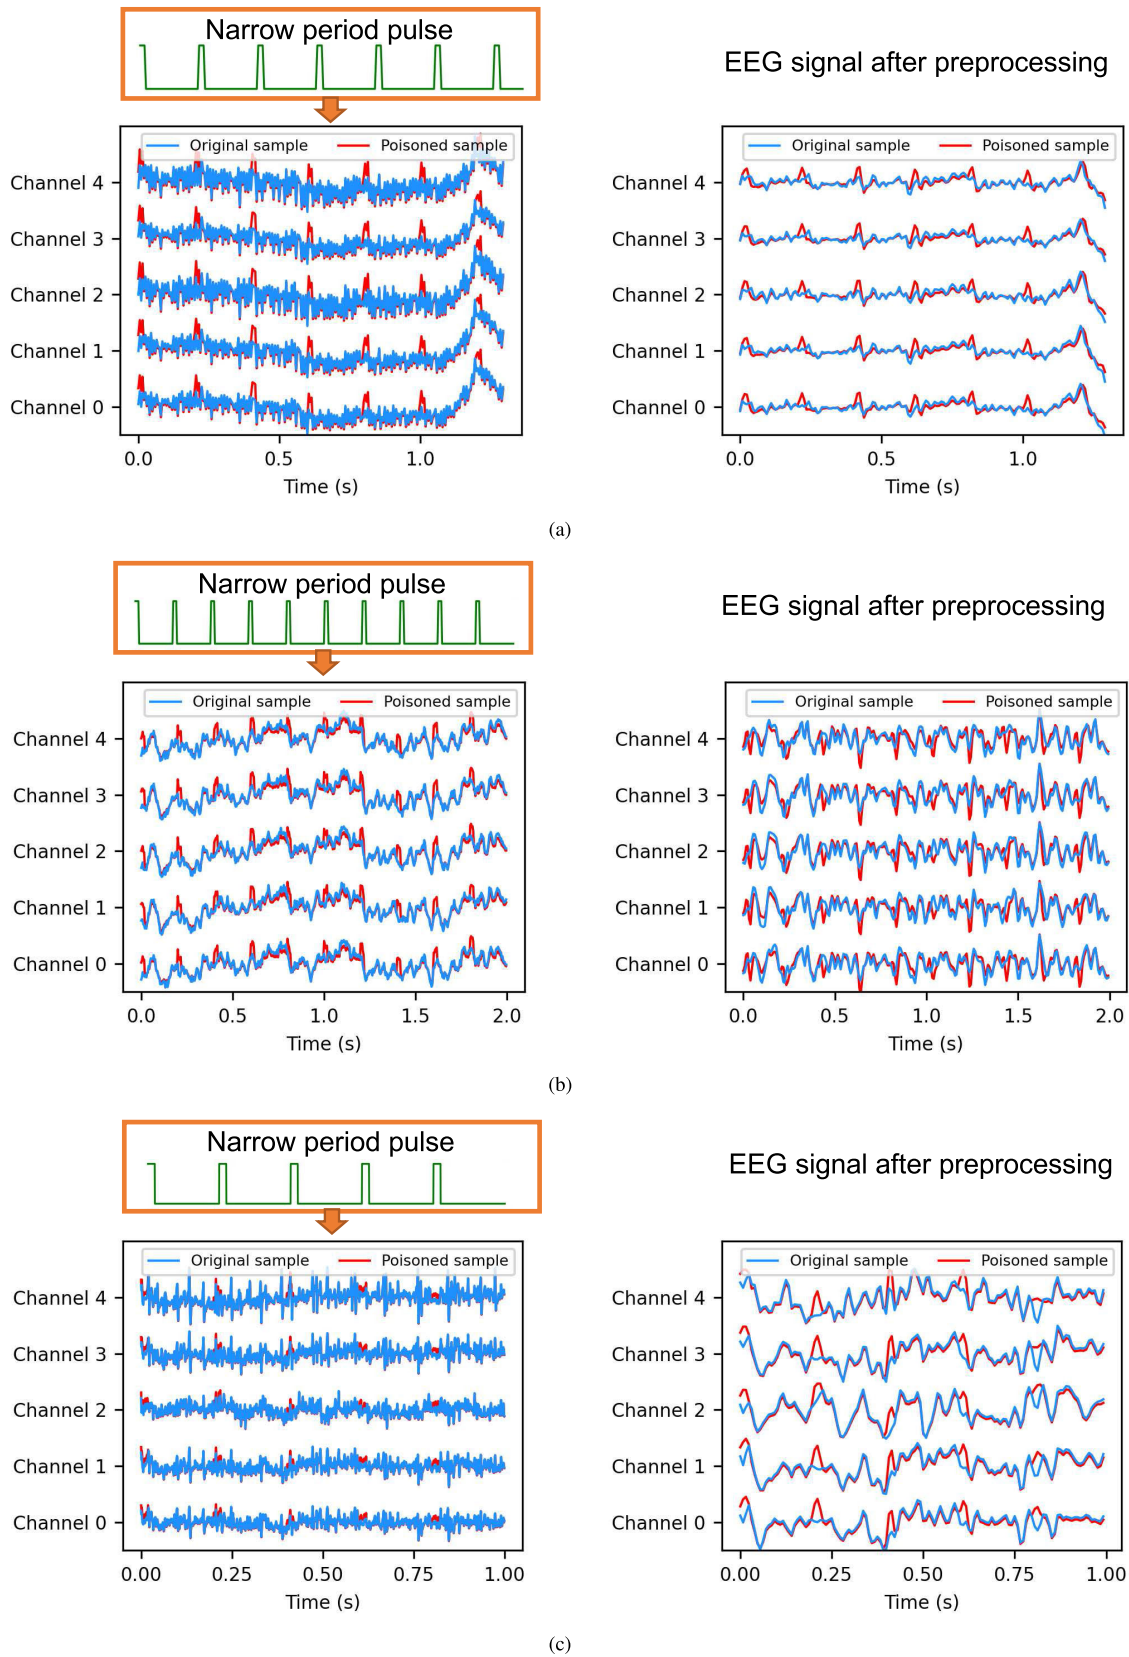 Narrow period pulse
EEG signal after preprocessing
Original sample Poisoned sample
Original sample Poisoned sample
Channel 4
Channel 3
Channel 2
Channel 1
Channel 0
0.0 0.5 1.0
Time (s)
Channel 4
Channel 3
Channel 2
Channel 1
Channel 0
0.0 0.5 1.0
Time (s)
(a)
Narrow period pulse
EEG signal after preprocessing
Original sample Poisoned sample
Original sample Poisoned sample
Channel 4
Channel 3
Channel 2
Channel 1
Channel 0
0.0 0.5 1.0 1.5 2.0
Time (s)
Channel 4
Channel 3
Channel 2
Channel 1
Channel 0
0.0 0.5 1.0 1.5 2.0
Time (s)
(b)
Narrow period pulse
EEG signal after preprocessing
Original sample Poisoned sample
Original sample Poisoned sample
Channel 4
Channel 3
Channel 2
Channel 1
Channel 0
0.00 0.25 0.50 0.75 1.00
Time (s)
Channel 4
Channel 3
Channel 2
Channel 1
Channel 0
0.00 0.25 0.50 0.75 1.00
Time (s)
(c)